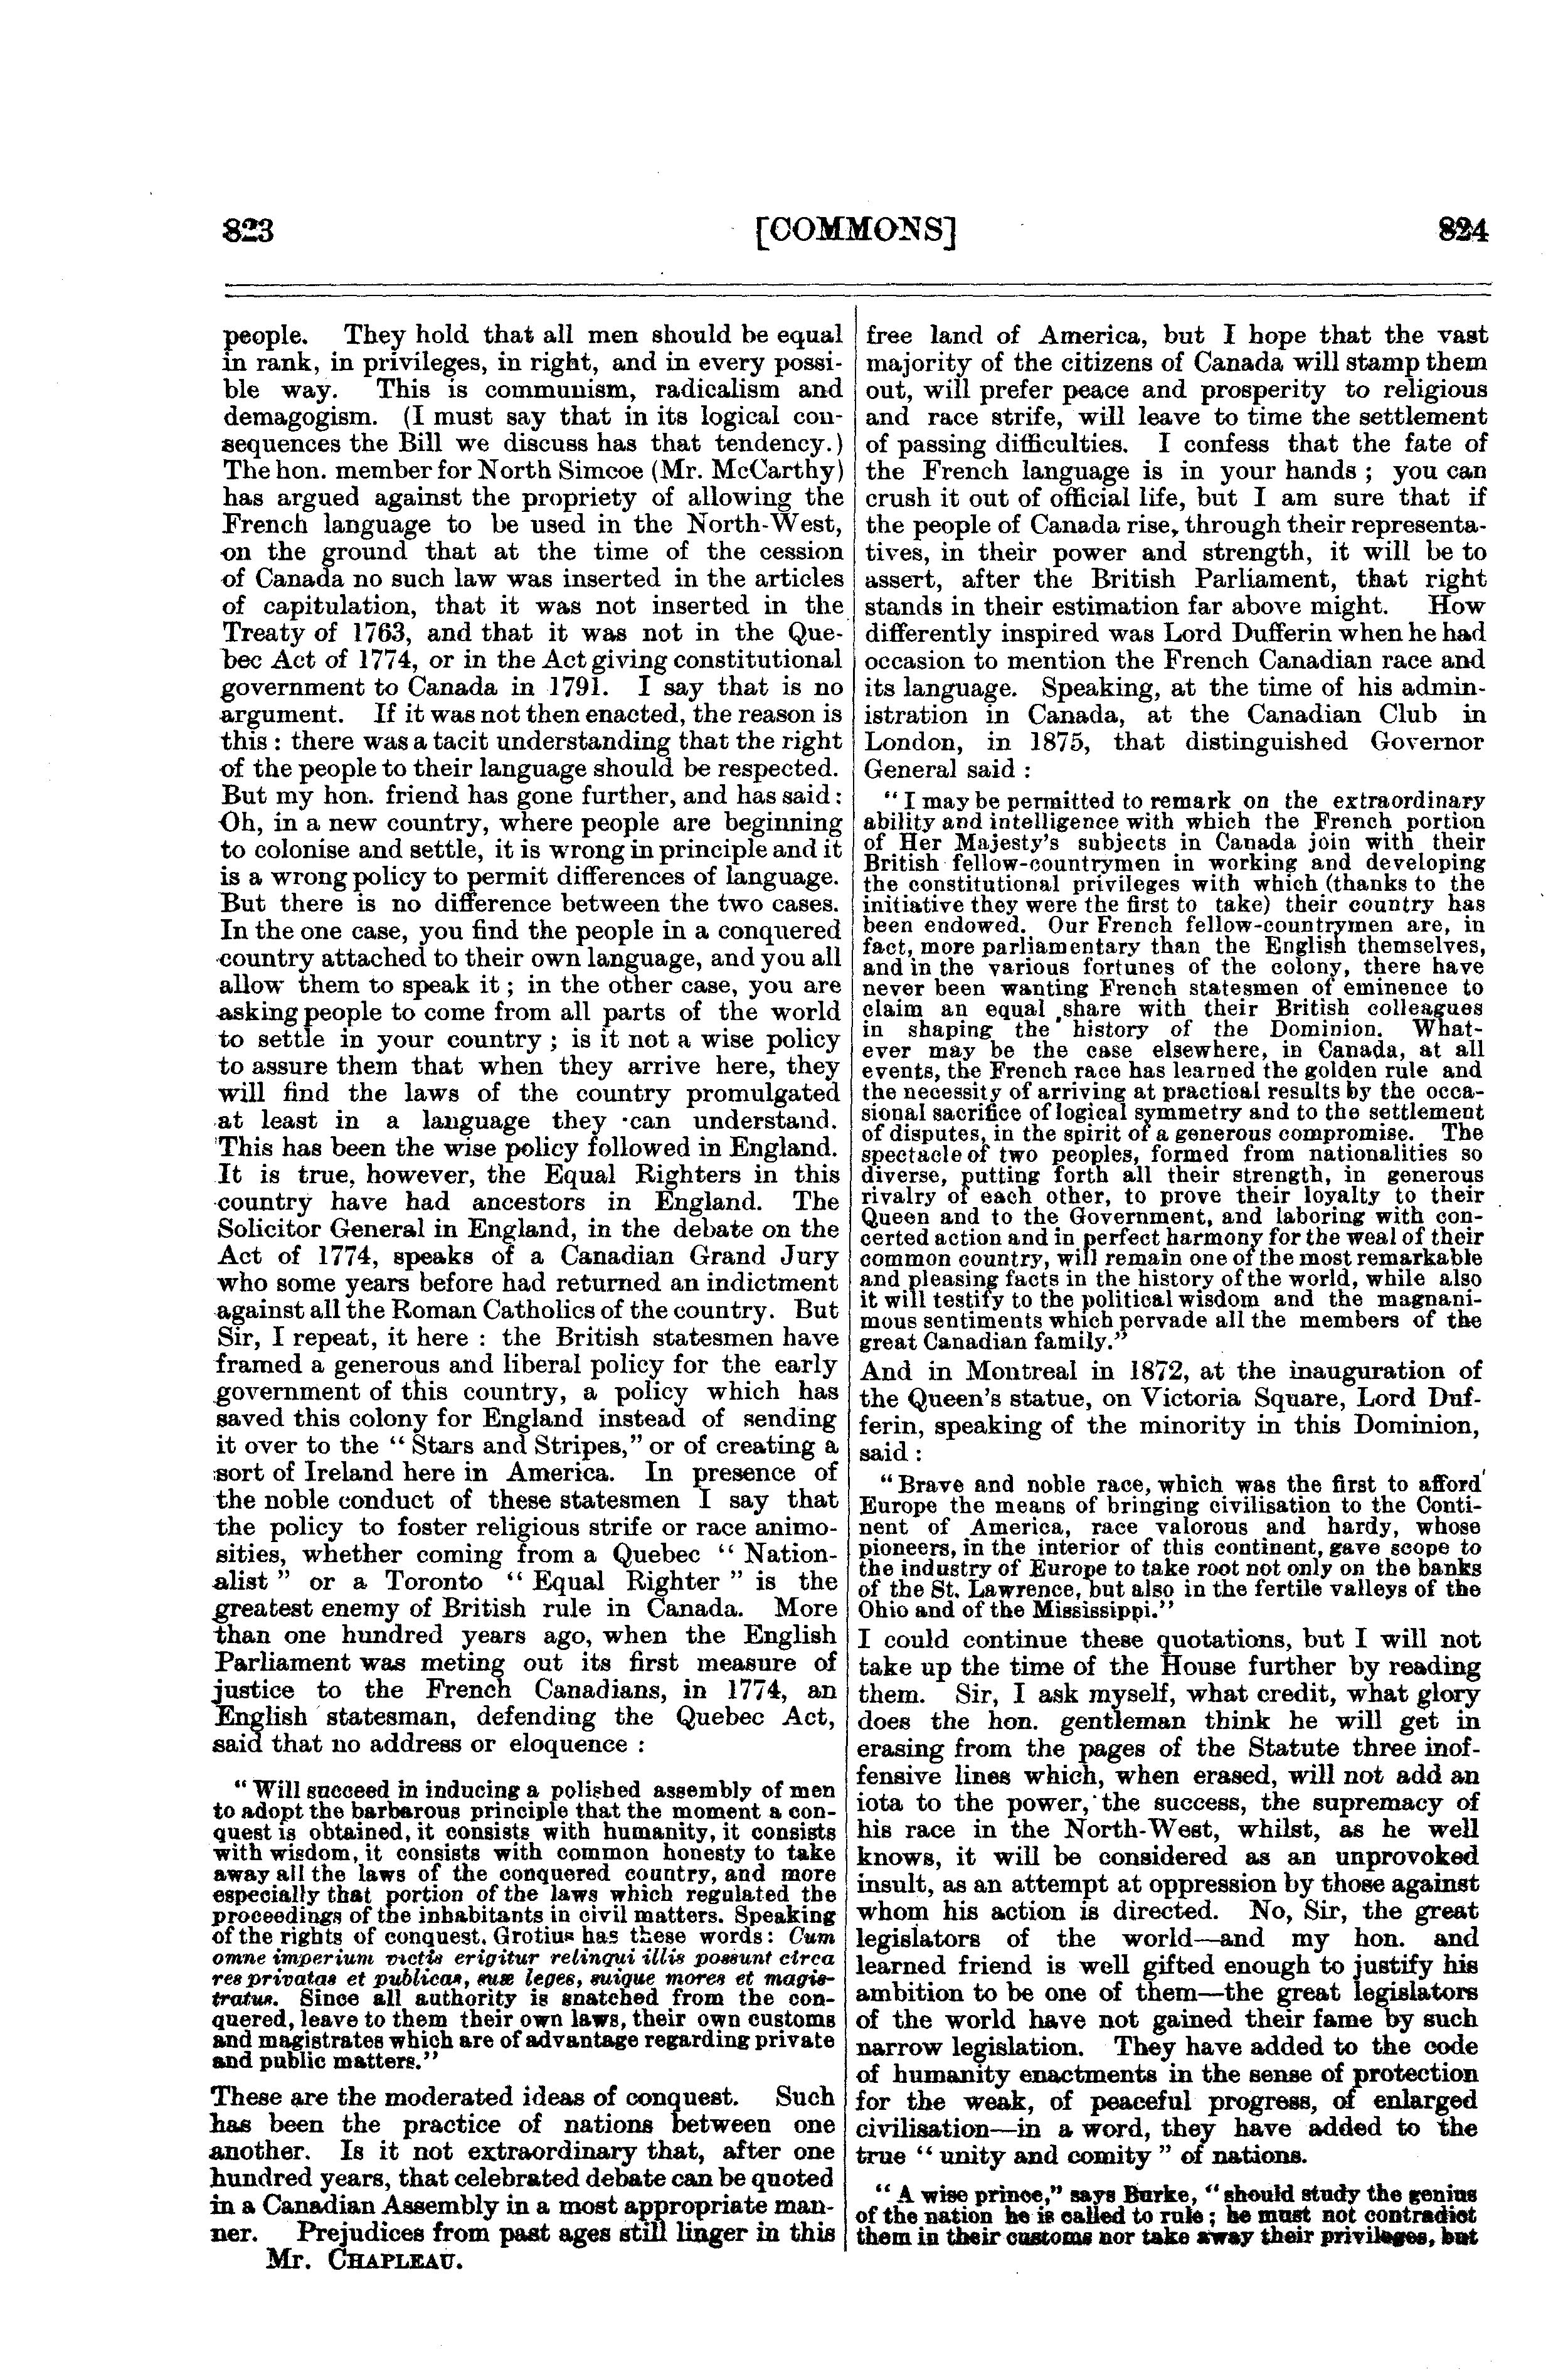 823
[COMMONS]
824
people. They hold that all men should be equal
in rank, in privileges, in right, and in every possi-
ble way. This is communism, radicalism and
demagogism. (I must say that in its logical con-
sequences the Bill we discuss has that tendency.)
The hon. member for North Simcoe (Mr. McCarthy)
has argued against the propriety of allowing the
French language to be used in the North-West,
on the ground that at the time of the cession
of Canada no such law was inserted in the articles
of capitulation, that it was not inserted in the
Treaty of 1763, and that it was not in the Que-
bec Act of 1774, or in the Act giving constitutional
government to Canada in 1791. I say that is no
argument. If it was not then enacted, the reason is
this : there was a tacit understanding that the right
of the people to their language should be respected.
But my hon. friend has gone further, and has said:
Oh, in a new country, where people are beginning
to colonise and settle, it is wrong in principle and it
is a wrong policy to permit differences of language.
But there is no difference between the two cases.
In the one case, you find the people in a conquered
country attached to their own language, and you all
allow them to speak it ; in the other case, you are
asking people to come from all parts of the world
to settle in your country ; is it not a wise policy
to assure them that when they arrive here, they
will find the laws of the country promulgated
at least in a language they can understand.
This has been the wise policy followed in England.
It is true, however, the Equal Righters in this
country have had ancestors in England. The
Solicitor General in England, in the debate on the
Act of 1774, speaks of a Canadian Grand Jury
who some years before had returned an indictment
against all the Roman Catholics of the country. But
Sir, I repeat, it here : the British statesmen have
framed a generous and liberal policy for the early
government of this country, a policy which has
saved this colony for England instead of sending
it over to the " Stars and Stripes," or of creating a
sort of Ireland here in America. In presence of
the noble conduct of these statesmen I say that
the policy to foster religious strife or race animo-
sities, whether coming from a Quebec " Nation-
alist " or a Toronto " Equal Righter " is the
greatest enemy of British rule in Canada. More
than one hundred years ago, when the English
Parliament was meting out its first measure of
justice to the French Canadians, in 1774, an
English statesman, defending the Quebec Act,
said that no address or eloquence :
" Will succeed in inducing a polished assembly of men
to adopt the barbarous principle that the moment a con-
quest is obtained, it consists with humanity, it consists
with wisdom, it consists with common honesty to take
away all the laws of the conquered country, and more
especially that portion of the laws which regulated the
proceedings of the inhabitants in civil matters. Speaking
of the rights of conquest, Grotius has these words : Cum
omne imperium victis erigitur relinqui illis possunt circa
res privatas et publicas, suæ leges, suique mores et magis-
tratus. Since all authority is snatched from the con-
quered, leave to them their own laws, their own customs
and magistrates which are of advantage regarding private
and public matters."
These are the moderated ideas of conquest. Such
has been the practice of nations between one
another. Is it not extraordinary that, after one
hundred years, that celebrated debate can be quoted
in a Canadian Assembly in a most appropriate man-
ner. Prejudices from past ages still linger in this
Mr. CHAPLEAU.
free land of America, but I hope that the vast
majority of the citizens of Canada will stamp them
out, will prefer peace and prosperity to religious
and race strife, will leave to time the settlement
of passing difficulties. I confess that the fate of
the French language is in your hands ; you can
crush it out of official life, but I am sure that if
the people of Canada rise, through their representa-
tives, in their power and strength, it will be to
assert, after the British Parliament, that right
stands in their estimation far above might. How
differently inspired was Lord Dufferin when he had
occasion to mention the French Canadian race and
its language. Speaking, at the time of his admin-
istration in Canada, at the Canadian Club in
London, in 1875, that distinguished Governor
General said :
" I may be permitted to remark on the extraordinary
ability and intelligence with which the French portion
of Her Majesty's subjects in Canada join with their
British fellow-countrymen in working and developing
the constitutional privileges with which (thanks to the
initiative they were the first to take) their country has
been endowed. Our French fellow-countrymen are, in
fact, more parliamentary than the English themselves,
and in the various fortunes of the colony, there have
never been wanting French statesmen of eminence to
claim an equal share with their British colleagues
in shaping the history of the Dominion. What-
ever may be the case elsewhere, in Canada, at all
events, the French race has learned the golden rule and
the necessity of arriving at practical results by the occa-
sional sacrifice of logical symmetry and to the settlement
of disputes, in the spirit of a generous compromise. The
spectacle of two peoples, formed from nationalities so
diverse, putting forth all their strength, in generous
rivalry of each other, to prove their loyalty to their
Queen and to the Government, and laboring with con-
certed action and in perfect harmony for the weal of their
common country, will remain one of the most remarkable
and pleasing facts in the history of the world, while also
it will testify to the political wisdom and the magnani-
mous sentiments which pervade all the members of the
great Canadian family."
And in Montreal in 1872, at the inauguration of
the Queen's statue, on Victoria Square, Lord Duf-
ferin, speaking of the minority in this Dominion,
said :
" Brave and noble race, which was the first to afford
Europe the means of bringing civilisation to the Conti-
nent of America, race valorous and hardy, whose
pioneers, in the interior of this continent, gave scope to
the industry of Europe to take root not only on the banks
of the St. Lawrence, but also in the fertile valleys of the
Ohio and of the Mississippi."
I could continue these quotations, but I will not
take up the time of the House further by reading
them. Sir, I ask myself, what credit, what glory
does the hon. gentleman think he will get in
erasing from the pages of the Statute three inof-
fensive lines which, when erased, will not add an
iota to the power, the success, the supremacy of
his race in the North-West, whilst, as he well
knows, it will be considered as an unprovoked
insult, as an attempt at oppression by those against
whom his action is directed. No, Sir, the great
legislators of the world—and my hon. and
learned friend is well gifted enough to justify his
ambition to be one of them—the great legislators
of the world have not gained their fame by such
narrow legislation. They have added to the code
of humanity enactments in the sense of protection
for the weak, of peaceful progress, of enlarged
civilisation—in a word, they have added to the
true " unity and comity " of nations.
" A wise prince," says Burke, " should study the genius
of the nation he is called to rule ; he must not contradict
them in their customs nor take away their privileges, but